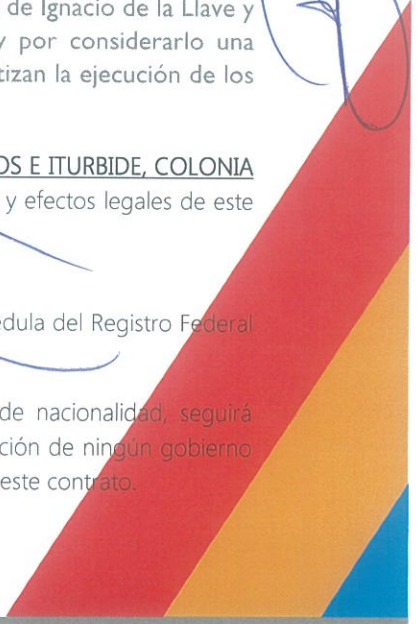 de Ignacio de la Llave y
y por considerarlo una
tizan la ejecución de los
OS E ITURBIDE, COLONIA
y efectos legales de este
édula del Registro Federal
de nacionalidad, seguirá
ción de ningún gobierno
este contrato.